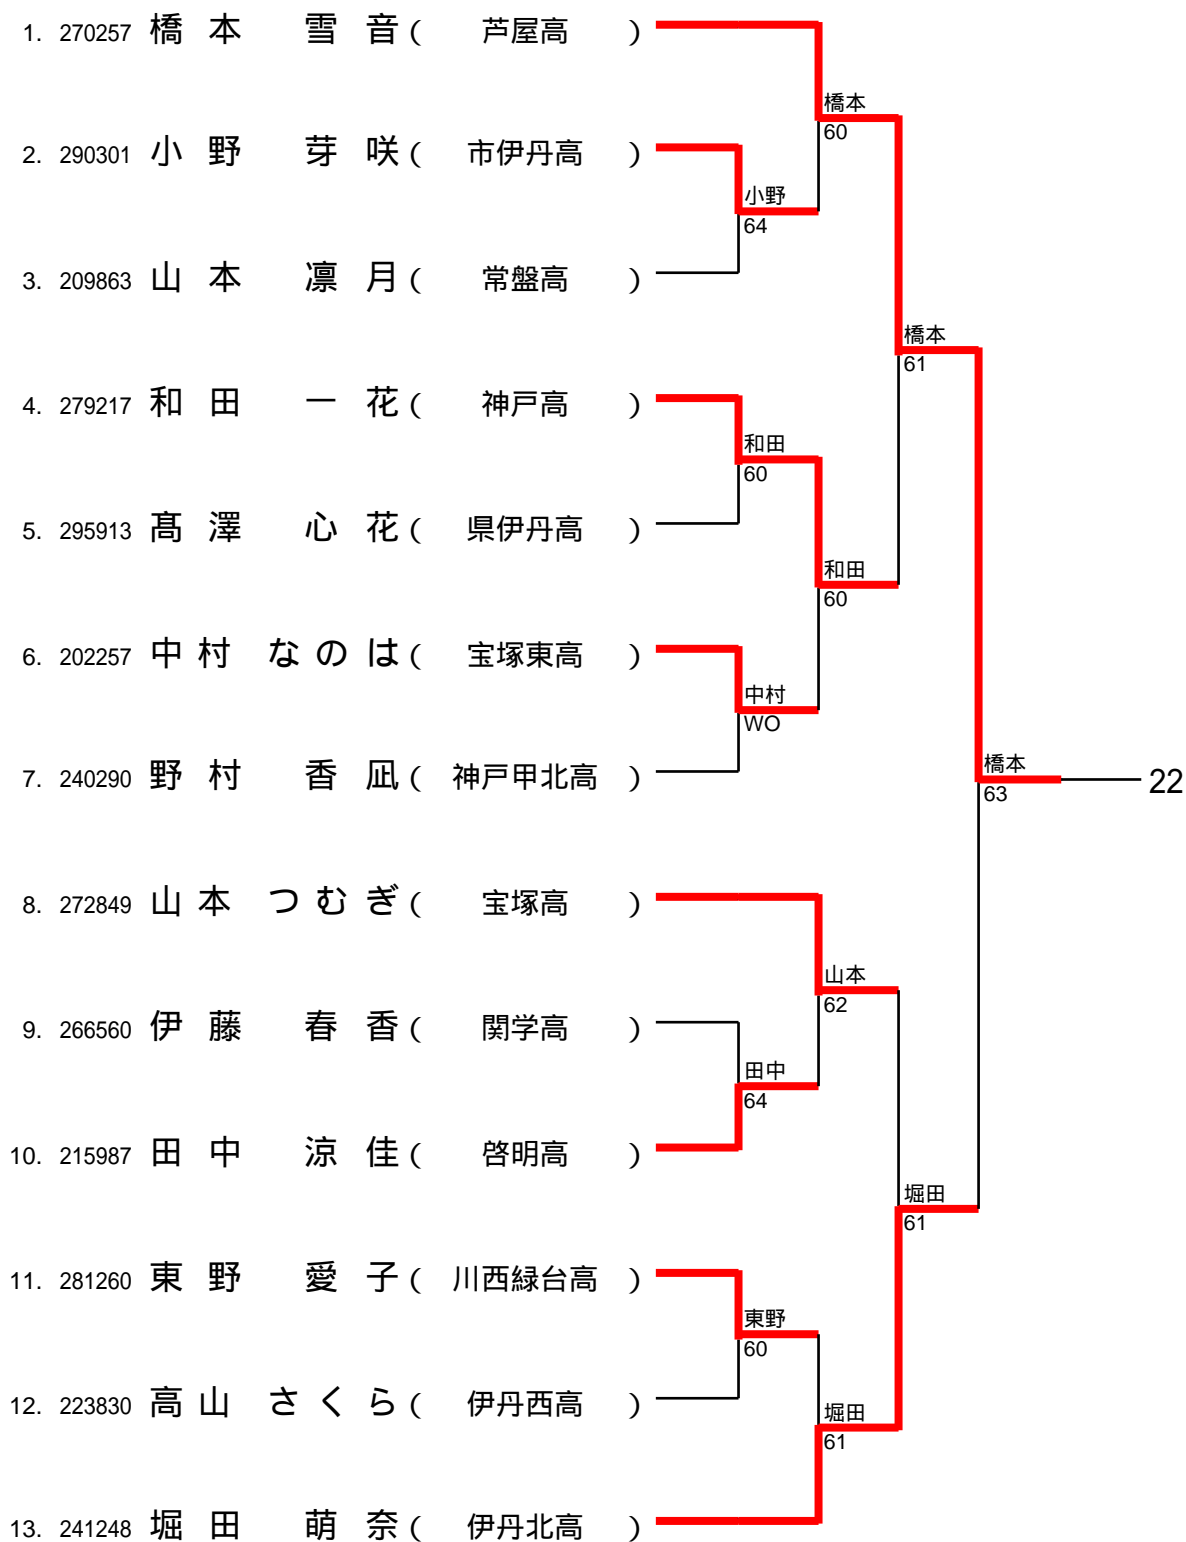 1. 270257 橋本 雪音 ( 芦屋高 )
橋本
60
2. 290301 小野 芽咲 ( 市伊丹高 )
小野
64
3. 209863 山本 凛月 ( 常盤高 )
橋本
61
4. 279217 和田 一花 ( 神戸高 )
和田
60
5. 295913 髙澤 心花 ( 県伊丹高 )
和田
60
6. 202257 中村 なのは ( 宝塚東高 )
中村
WO
7. 240290 野村 香凪 ( 神戸甲北高 )
橋本
63
22
8. 272849 山本 つむぎ ( 宝塚高 )
山本
62
9. 266560 伊藤 春香 ( 関学高 )
田中
64
10. 215987 田中 涼佳 ( 啓明高 )
堀田
61
11. 281260 東野 愛子 ( 川西緑台高 )
東野
60
12. 223830 高山 さくら ( 伊丹西高 )
堀田
61
13. 241248 堀田 萌奈 ( 伊丹北高 )